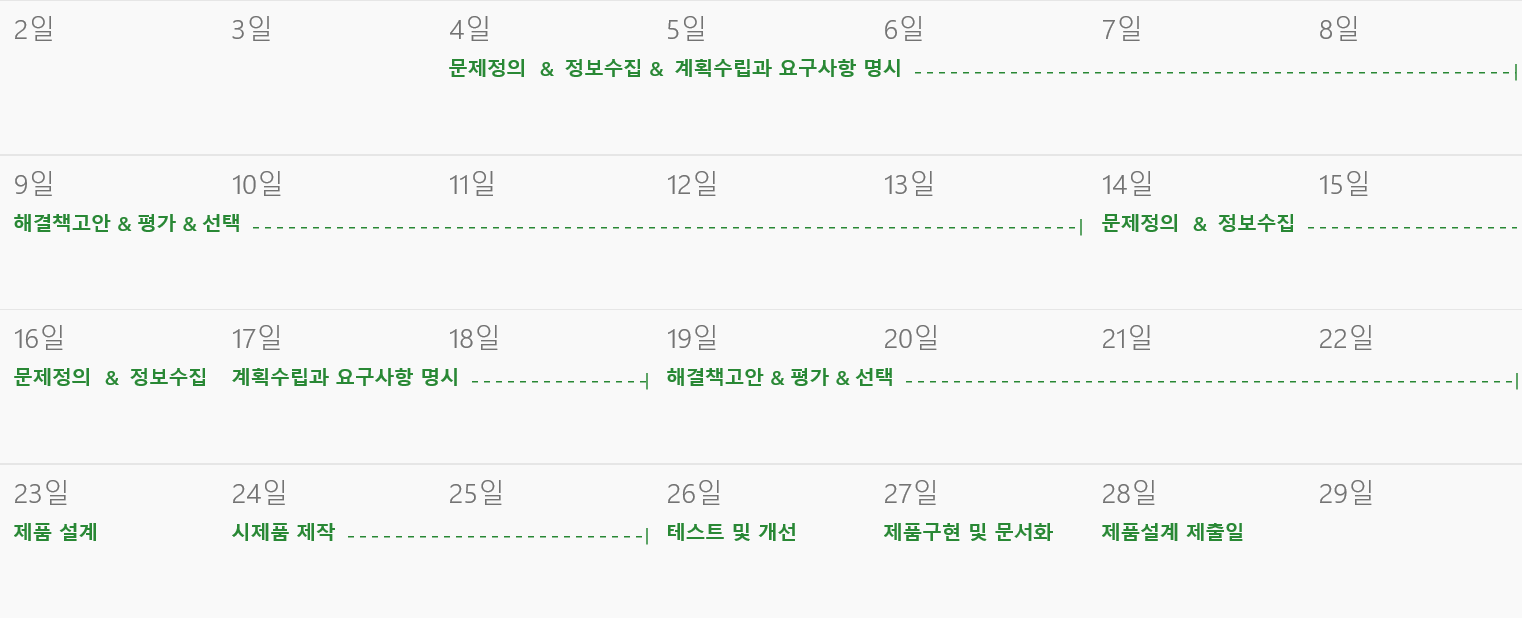 2일 3일 4일 5일 6일 7일 8일
문제정의 & 정보수집 & 계획수립과 요구사항 명시
9일 10일 11일 12일 13일 14일 15일
해결책고안 & 평가 & 선택 문제정의 & 정보수집
16일 17일 18일 19일 20일 21일 22일
문제정의 & 정보수집 계획수립과 요구사항 명시 해결책고안 & 평가 & 선택
23일 24일 25일 26일 27일 28일 29일
제품 설계 시제품 제작 테스트 및 개선 제품구현 및 문서화 제품설계 제출일